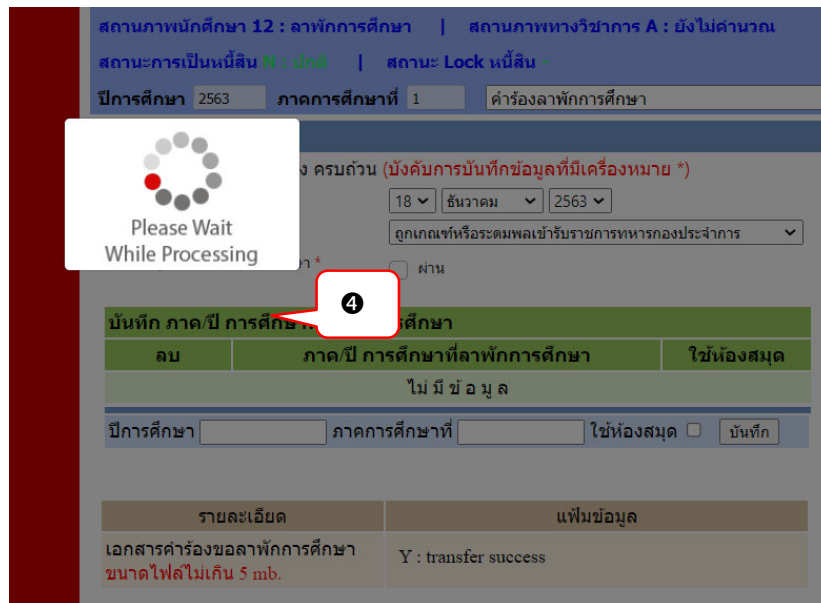 สถานภาพนักศึกษา 12 : ลาพักการศึกษา | สถานภาพทางวิชาการ A : ยังไม่คำนวณ
สถานะการเป็นหนี้สิน N : ปกติ | สถานะ Lock หนี้สิน -
ปีการศึกษา 2563 ภาคการศึกษาที่ 1 คำร้องลาพักการศึกษา
ครบถ้วน (บังคับการบันทึกข้อมูลที่มีเครื่องหมาย *)
18 ธันวาคม 2563
Please Wait
While Processing
ถูกเกณฑ์หรือระดมพลเข้ารับราชการทหารกองประจำการ
* ผ่าน
❹
บันทึก ภาค/ปี การศึกษา
ลบ ภาค/ปี การศึกษาที่ลาพักการศึกษา ใช้ห้องสมุด
ไม่ มี ข้ อ มู ล
ปีการศึกษา ภาคการศึกษาที่ ใช้ห้องสมุด บันทึก
รายละเอียด แฟ้มข้อมูล
เอกสารคำร้องขอลาพักการศึกษา Y : transfer success
ขนาดไฟล์ไม่เกิน 5 mb.